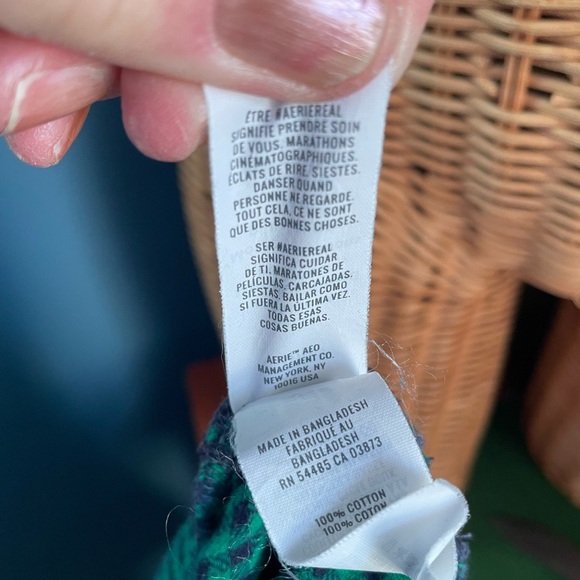 ÊTRE #AERIEREAL
SIGNIFIE PRENDRE SOIN
DE VOUS. MARATHONS
CINÉMATOGRAPHIQUES.
ÉCLATS DE RIRE. SIESTES.
DANSER QUAND
PERSONNE NE REGARDE.
TOUT CELA, CE NE SONT
QUE DES BONNES CHOSES.
SER #AERIEREAL
SIGNIFICA CUIDAR
DE TI. MARATONES DE
PELÍCULAS, CARCAJADAS,
SIESTAS, BAILAR COMO
SI FUERA LA ÚLTIMA VEZ.
TODAS ESAS
COSAS BUENAS.
AERIE™ AEO
MANAGEMENT CO.
NEW YORK, NY
10016 USA
MADE IN BANGLADESH
FABRIQUÉ AU
BANGLADESH
RN 54485 CA 03873
100% COTTON
100% COTON